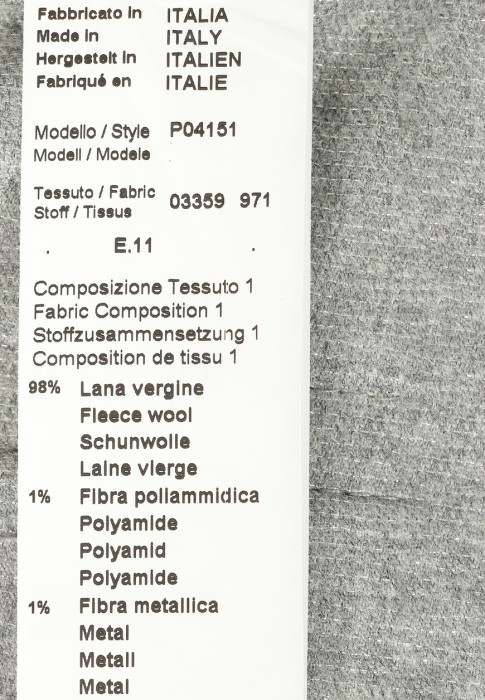 Fabbricato in ITALIA
Made in ITALY
Hergestelt in ITALIEN
Fabriqué en ITALIE
Modello / Style P04151
Modell / Modele
Tessuto / Fabric 03359 971
Stoff / Tissus
. E.11 .
Composizione Tessuto 1
Fabric Composition 1
Stoffzusammensetzung 1
Composition de tissu 1
98% Lana vergine
Fleece wool
Schunwolle
Laine vierge
1% Fibra poliammidica
Polyamide
Polyamid
Polyamide
1% Fibra metallica
Metal
Metall
Metal